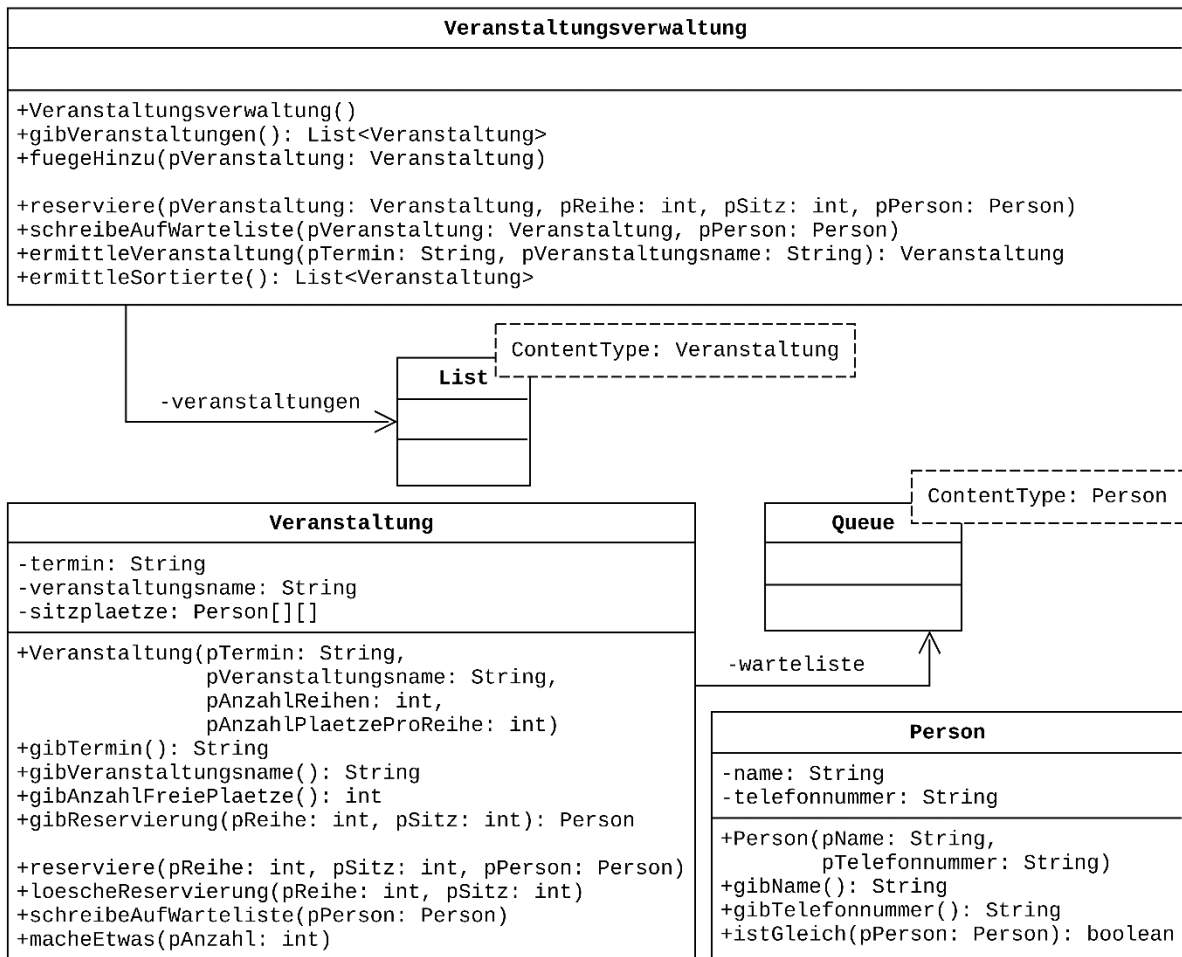 Veranstaltungsverwaltung
+Veranstaltungsverwaltung()
+gibVeranstaltungen(): List<Veranstaltung>
+fuegeHinzu(pVeranstaltung: Veranstaltung)
+reserviere(pVeranstaltung: Veranstaltung, pReihe: int, pSitz: int, pPerson: Person)
+schreibeAufWarteliste(pVeranstaltung: Veranstaltung, pPerson: Person)
+ermittleVeranstaltung(pTermin: String, pVeranstaltungsname: String): Veranstaltung
+ermittleSortierte(): List<Veranstaltung>
ContentType: Veranstaltung
List
-veranstaltungen
Veranstaltung
-termin: String
-veranstaltungsname: String
-sitzplaetze: Person[][]
+Veranstaltung(pTermin: String,
pVeranstaltungsname: String,
pAnzahlReihen: int,
pAnzahlPlaetzeProReihe: int)
+gibTermin(): String
+gibVeranstaltungsname(): String
+gibAnzahlFreiePlaetze(): int
+gibReservierung(pReihe: int, pSitz: int): Person
+reserviere(pReihe: int, pSitz: int, pPerson: Person)
+loescheReservierung(pReihe: int, pSitz: int)
+schreibeAufWarteliste(pPerson: Person)
+macheEtwas(pAnzahl: int)
ContentType: Person
Queue
-warteliste
Person
-name: String
-telefonnummer: String
+Person(pName: String,
pTelefonnummer: String)
+gibName(): String
+gibTelefonnummer(): String
+istGleich(pPerson: Person): boolean